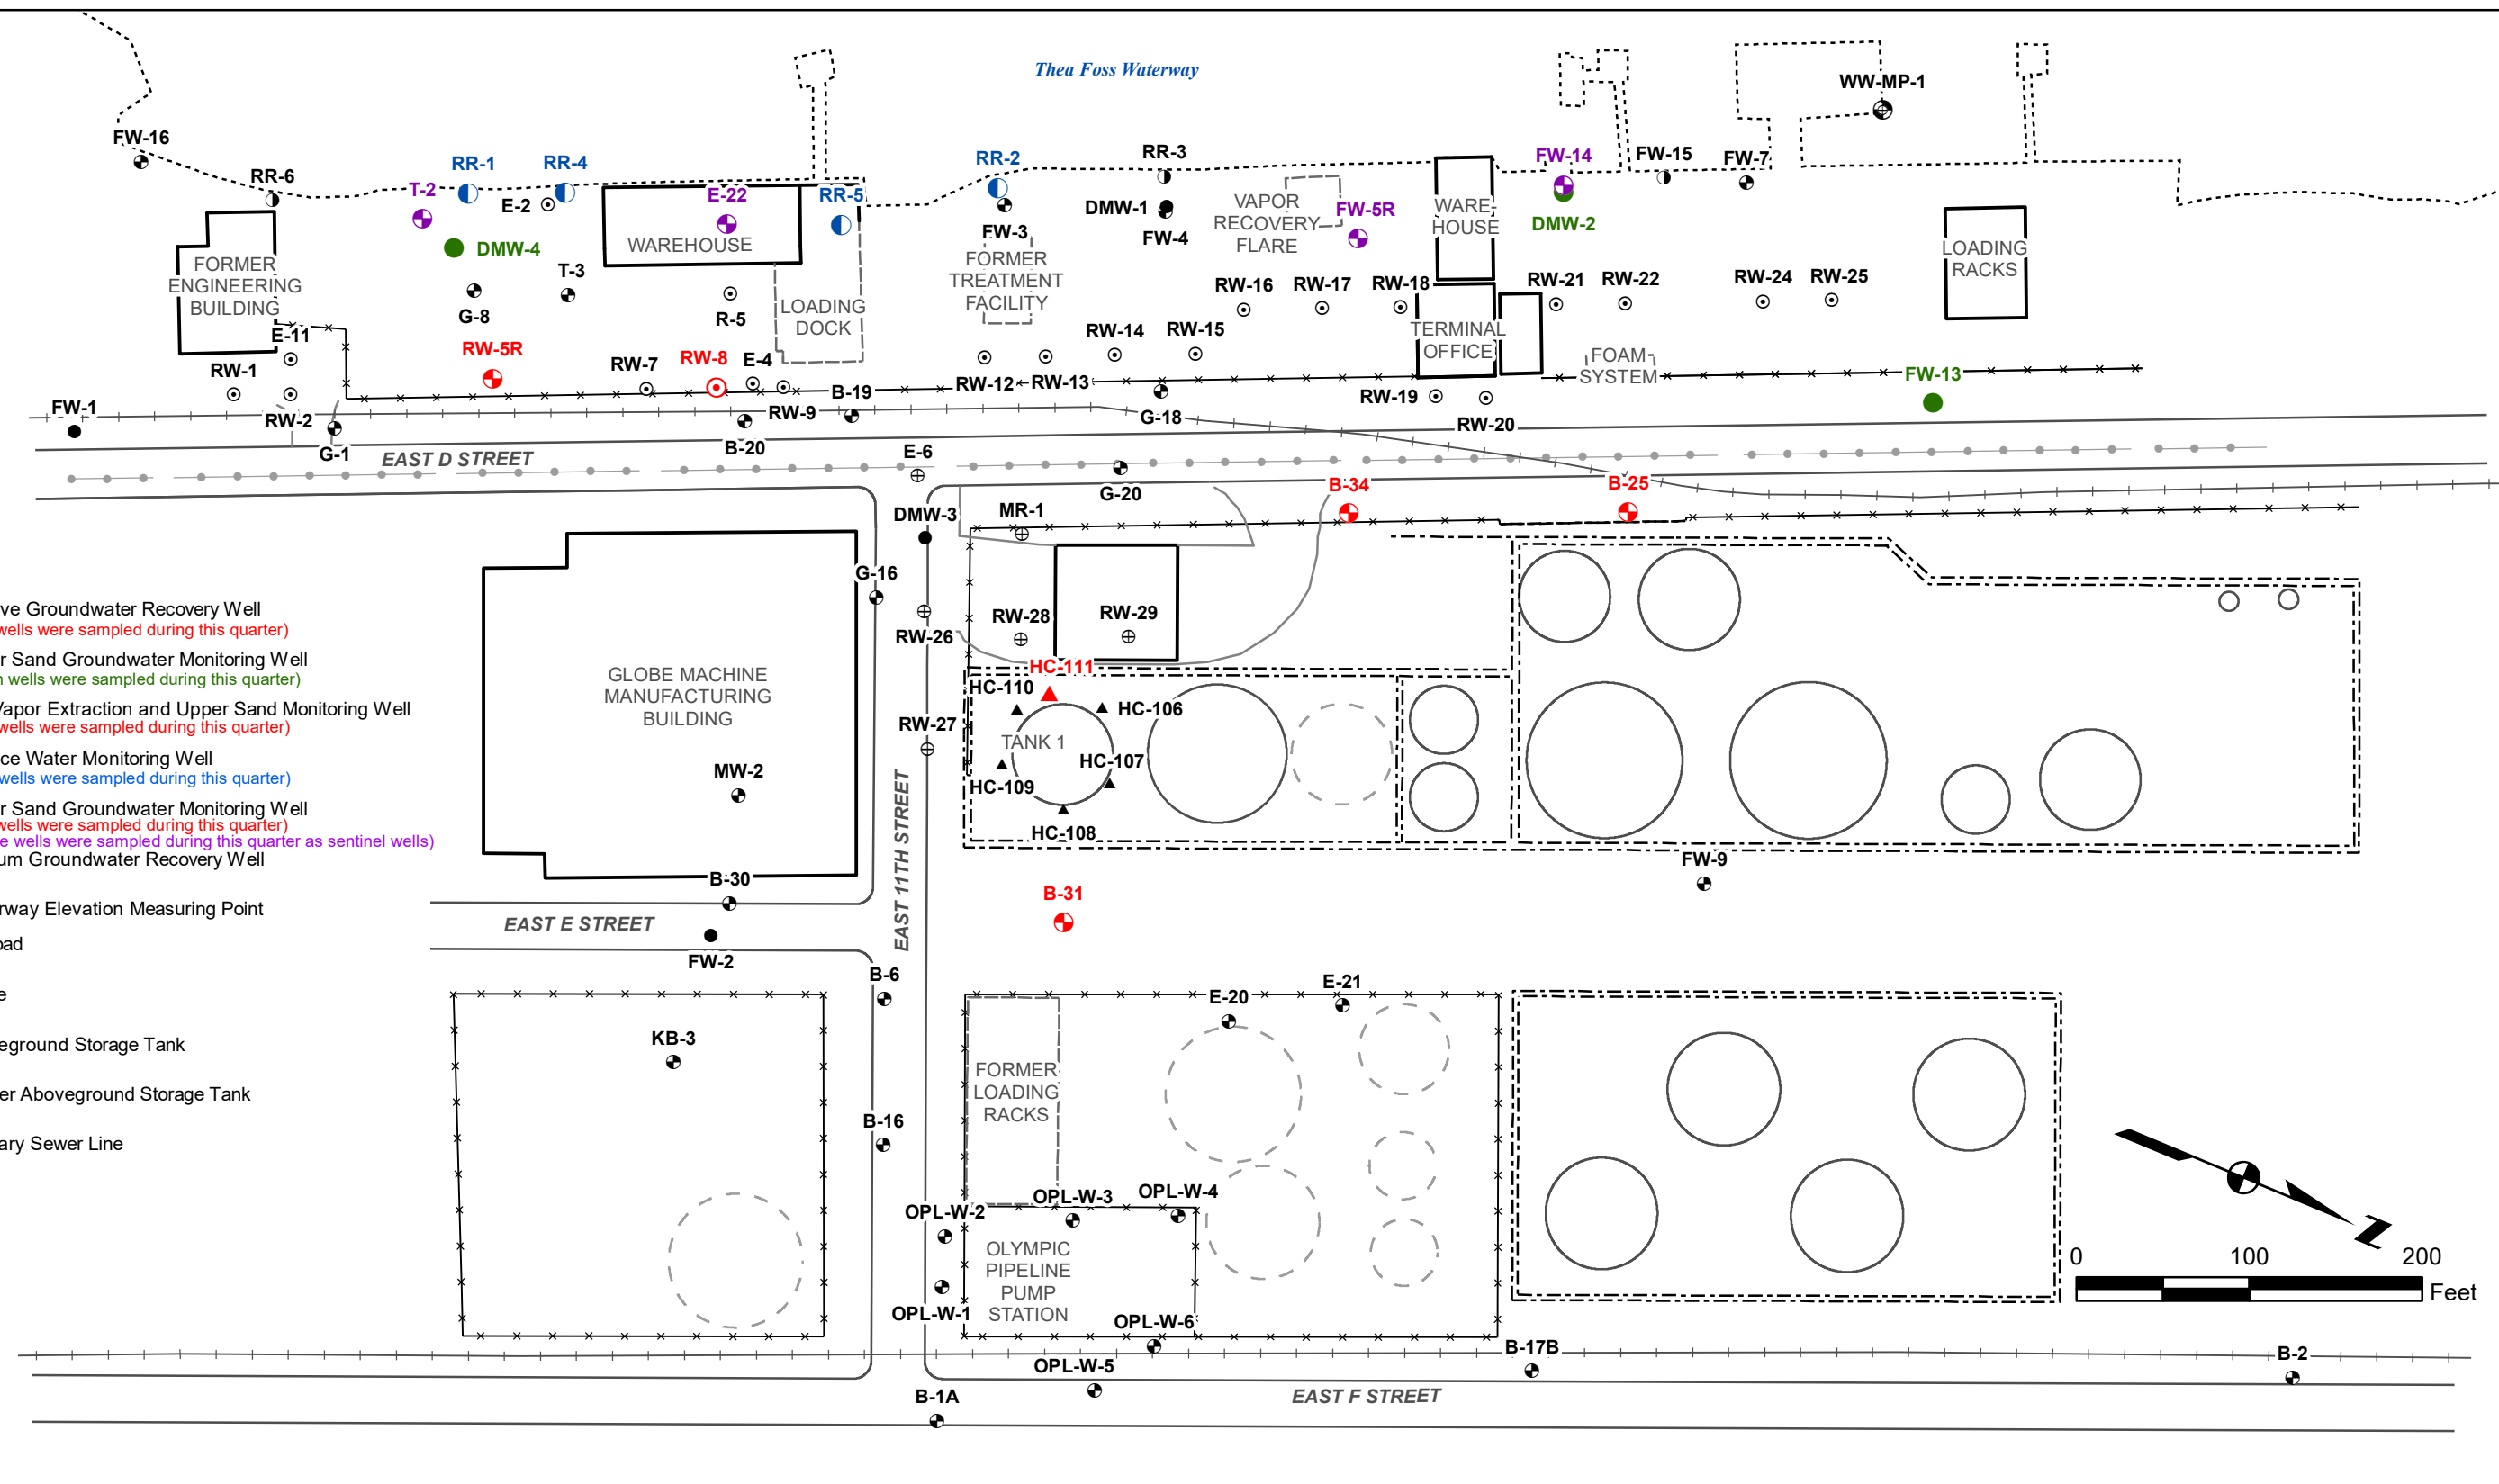 Thea Foss Waterway
WW-MP-1
FW-16
RR-6
RR-1
RR-4
T-2
E-2
E-22
RR-5
RR-2
RR-3
FW-14
FW-15
FW-7
DMW-4
WAREHOUSE
FW-3
DMW-1
FW-4
VAPOR
RECOVERY
FLARE
FW-5R
WARE-
HOUSE
DMW-2
LOADING
RACKS
FORMER
ENGINEERING
BUILDING
T-3
G-8
R-5
LOADING
DOCK
FORMER
TREATMENT
FACILITY
RW-16
RW-17
RW-18
RW-21
RW-22
RW-24
RW-25
E-11
RW-1
RW-5R
RW-7
RW-8
E-4
RW-14
RW-15
TERMINAL
OFFICE
FOAM
SYSTEM
FW-13
FW-1
RW-2
G-1
RW-9
B-19
B-20
RW-12
RW-13
G-18
RW-19
RW-20
EAST D STREET
E-6
G-20
B-34
B-25
DMW-3
MR-1
G-16
RW-26
RW-28
RW-29
ve Groundwater Recovery Well
wells were sampled during this quarter)
r Sand Groundwater Monitoring Well
n wells were sampled during this quarter)
Vapor Extraction and Upper Sand Monitoring Well
wells were sampled during this quarter)
ce Water Monitoring Well
wells were sampled during this quarter)
r Sand Groundwater Monitoring Well
wells were sampled during this quarter)
e wells were sampled during this quarter as sentinel wells)
um Groundwater Recovery Well
rway Elevation Measuring Point
oad
e
eground Storage Tank
er Aboveground Storage Tank
ary Sewer Line
GLOBE MACHINE
MANUFACTURING
BUILDING
MW-2
HC-111
HC-110
HC-106
RW-27
TANK 1
HC-107
HC-109
HC-108
EAST 11TH STREET
FW-9
B-30
B-31
EAST E STREET
FW-2
B-6
E-20
E-21
KB-3
FORMER
LOADING
RACKS
B-16
OPL-W-2
OPL-W-3
OPL-W-4
OLYMPIC
PIPELINE
PUMP
STATION
OPL-W-1
OPL-W-6
OPL-W-5
B-17B
B-2
B-1A
EAST F STREET
Z
0 100 200
Feet